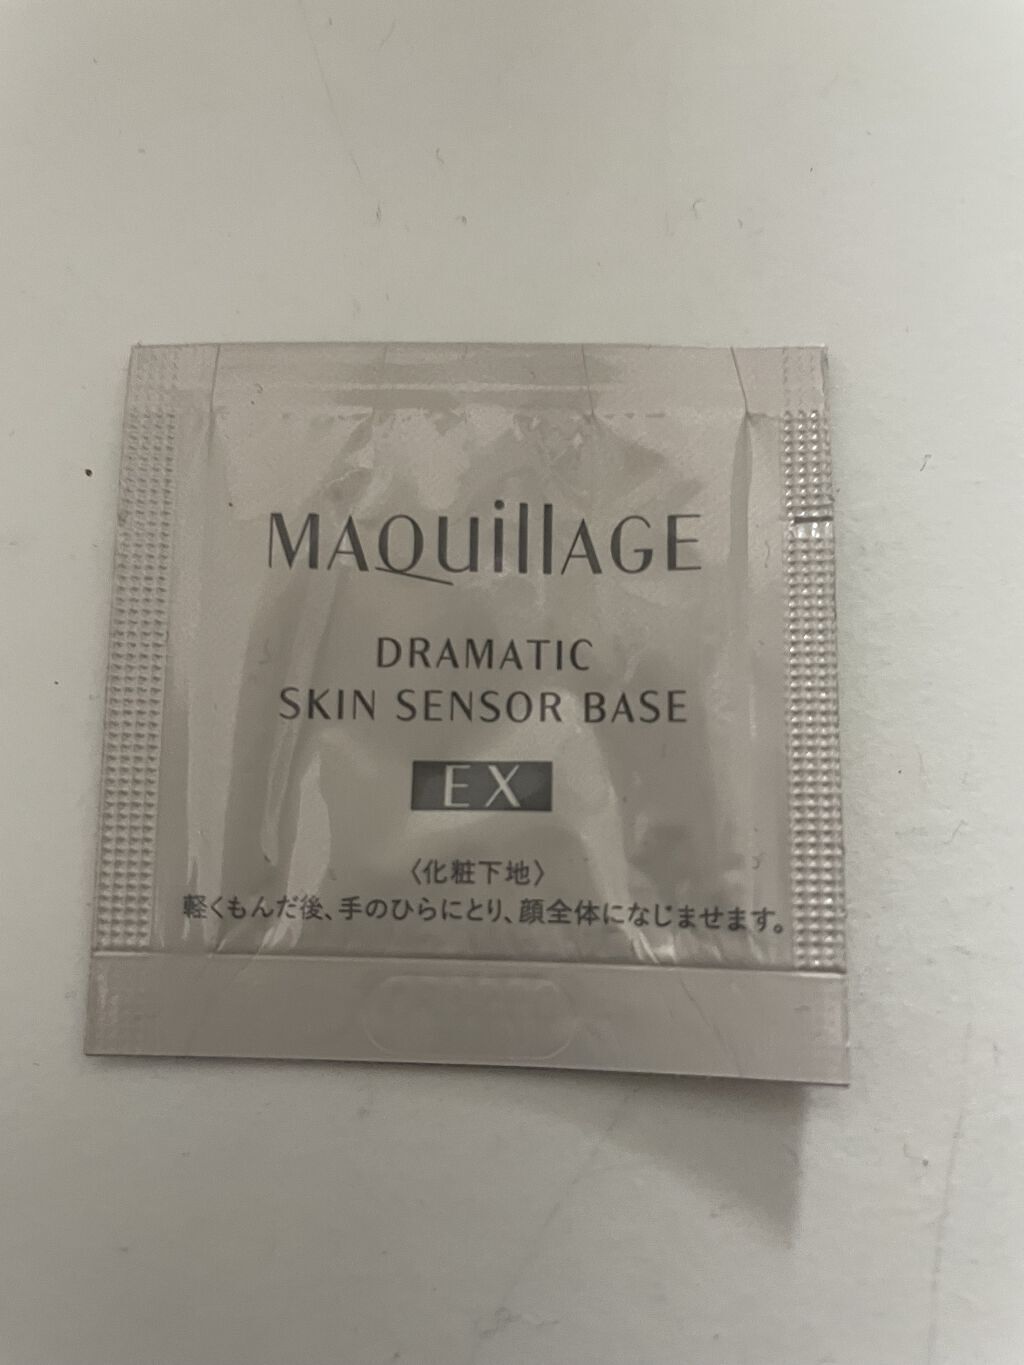 MAQuillAGE
DRAMATIC
SKIN SENSOR BASE
EX
〈化粧下地〉
軽くもんだ後、手のひらにとり、顔全体になじませます。